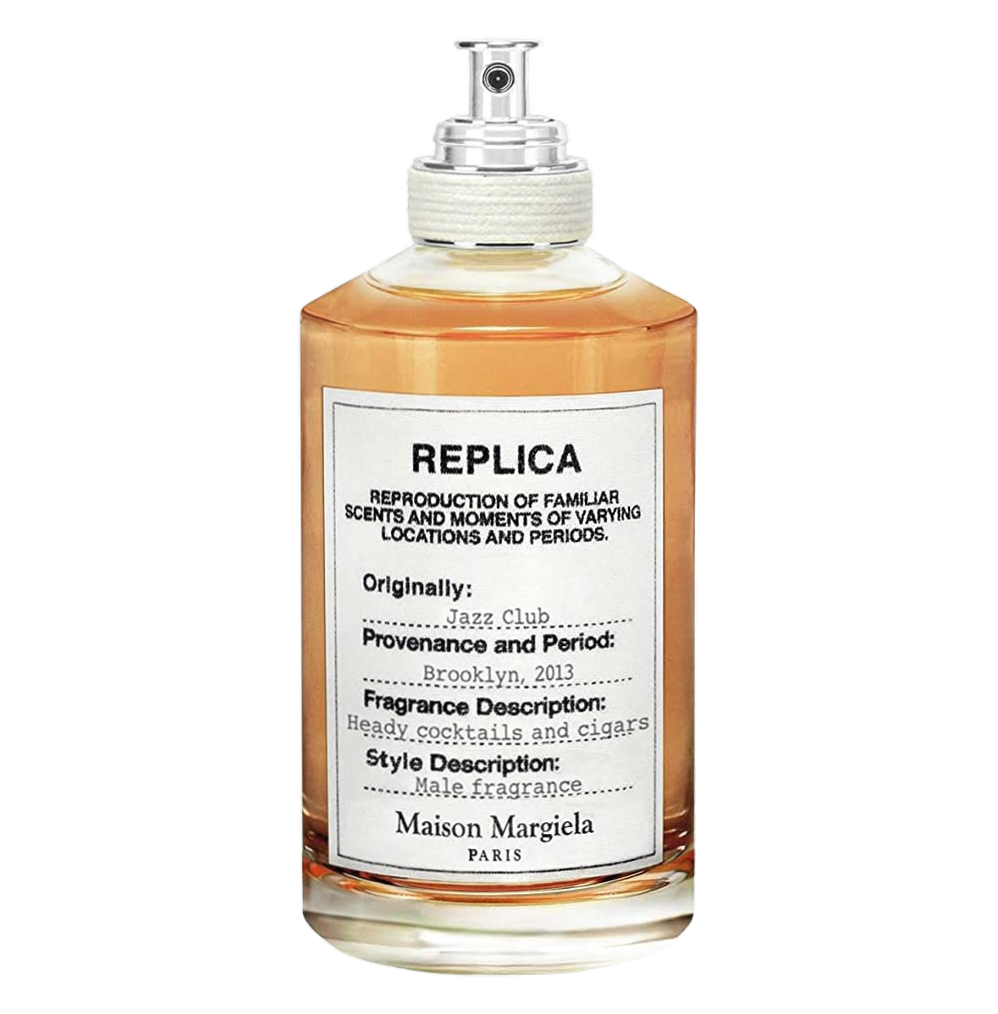 REPLICA
REPRODUCTION OF FAMILIAR
SCENTS AND MOMENTS OF VARYING
LOCATIONS AND PERIODS.
Originally:
Jazz Club
Provenance and Period:
Brooklyn, 2013
Fragrance Description:
Heady cocktails and cigars
Style Description:
Male fragrance
Maison Margiela
PARIS